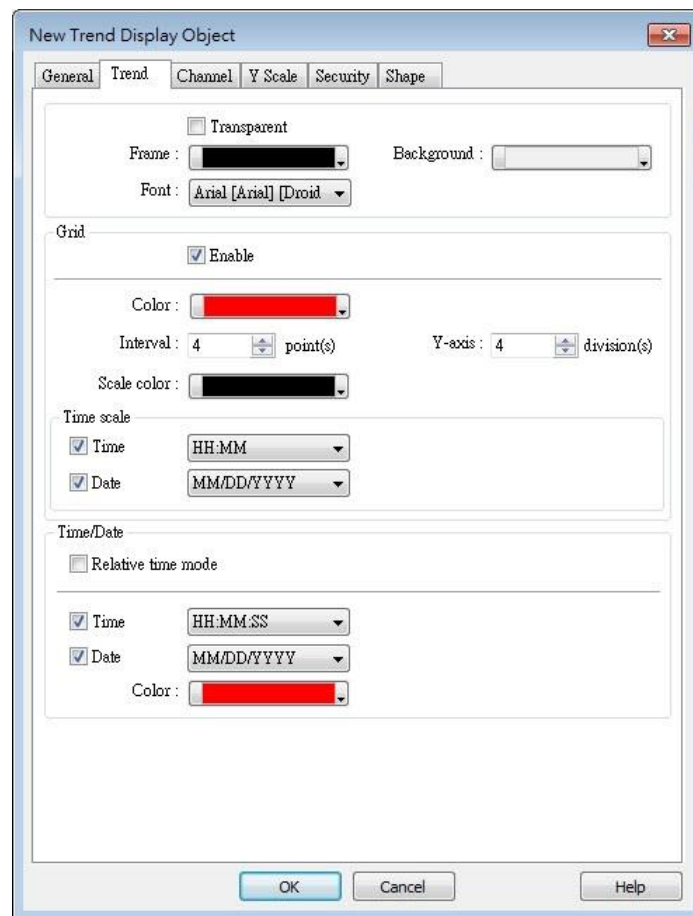 New Trend Display Object
General Trend Channel Y Scale Security Shape
Transparent
Frame : Background :
Font : Arial [Arial] [Droid
Grid
Enable
Color :
Interval : 4 point(s) Y-axis : 4 division(s)
Scale color :
Time scale
Time HH:MM
Date MM/DD/YYYY
Time/Date
Relative time mode
Time HH:MM:SS
Date MM/DD/YYYY
Color :
OK Cancel Help